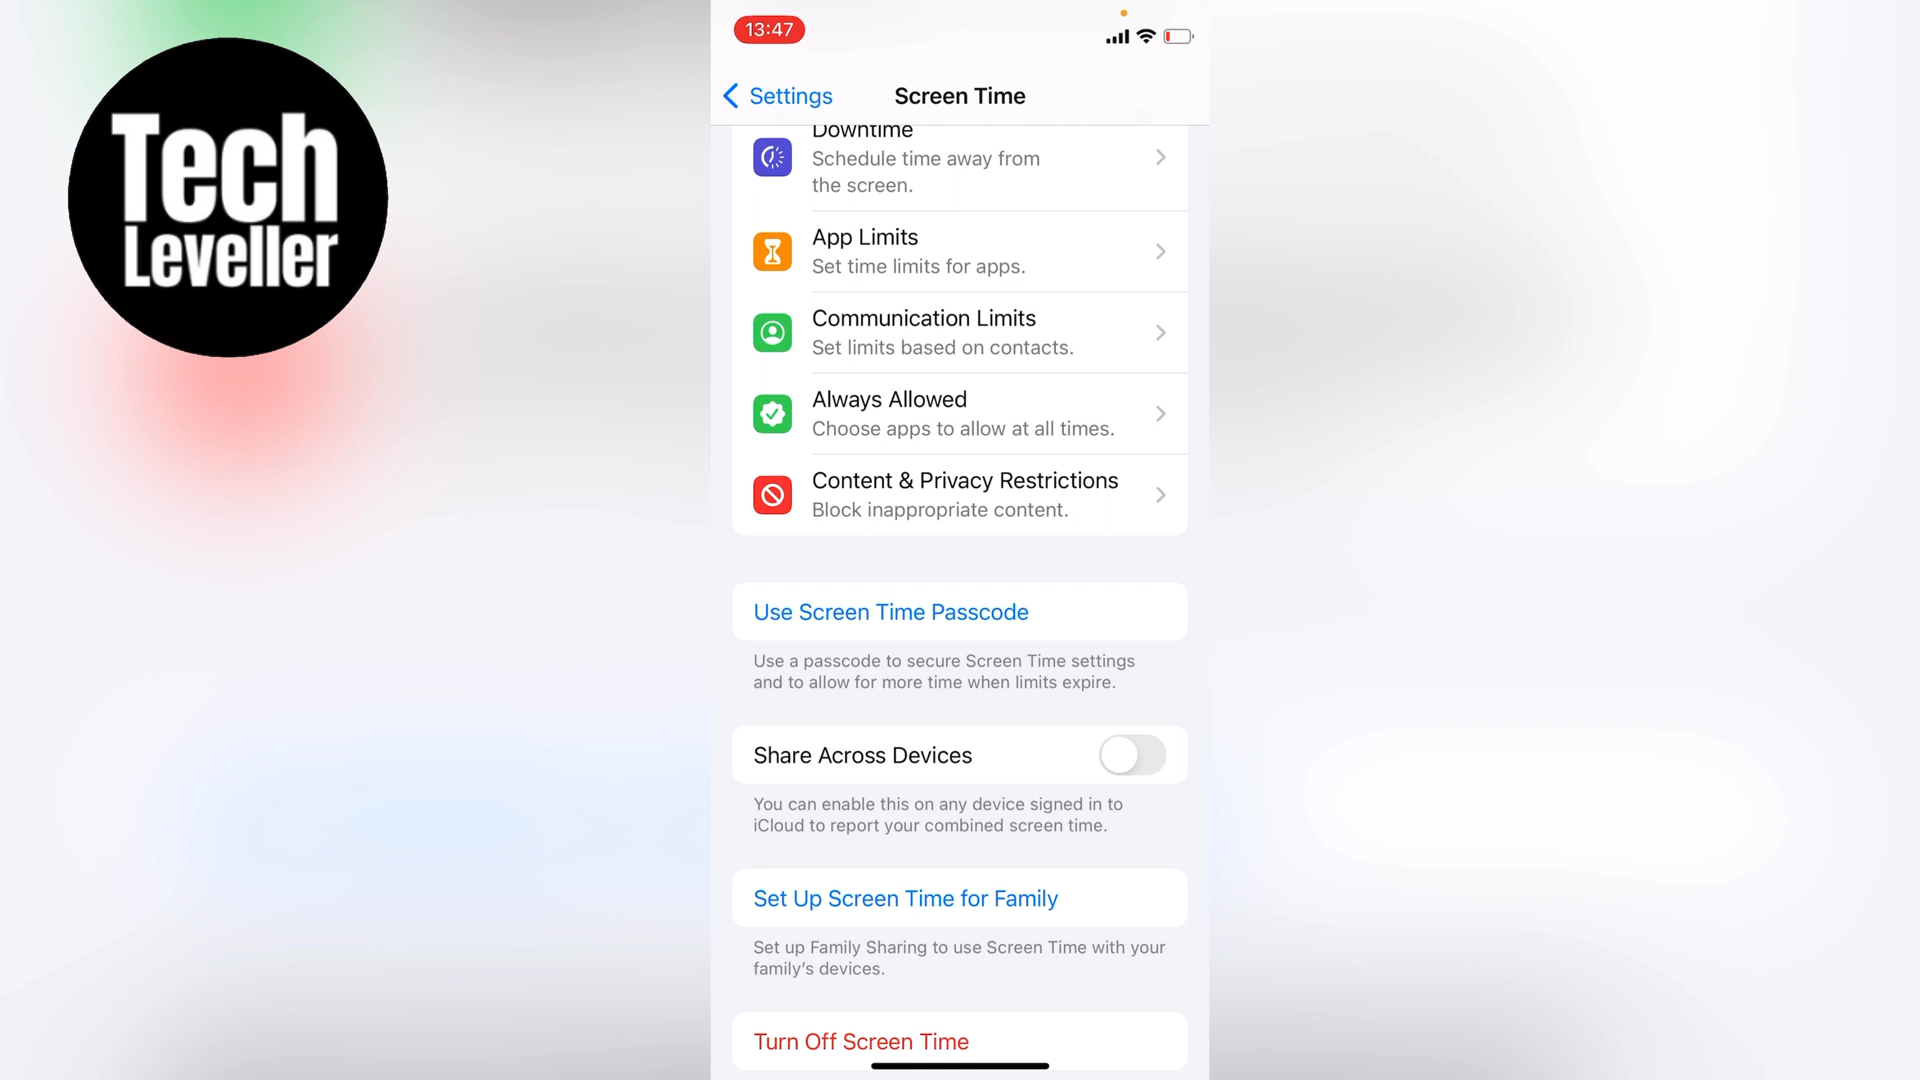 Tech
Leveller
13:47
Settings
Screen Time
Downtime
Schedule time away from
the screen.
App Limits
Set time limits for apps.
Communication Limits
Set limits based on contacts.
Always Allowed
Choose apps to allow at all times.
Content & Privacy Restrictions
Block inappropriate content.
Use Screen Time Passcode
Use a passcode to secure Screen Time settings
and to allow for more time when limits expire.
Share Across Devices
You can enable this on any device signed in to
iCloud to report your combined screen time.
Set Up Screen Time for Family
Set up Family Sharing to use Screen Time with your
family’s devices.
Turn Off Screen Time